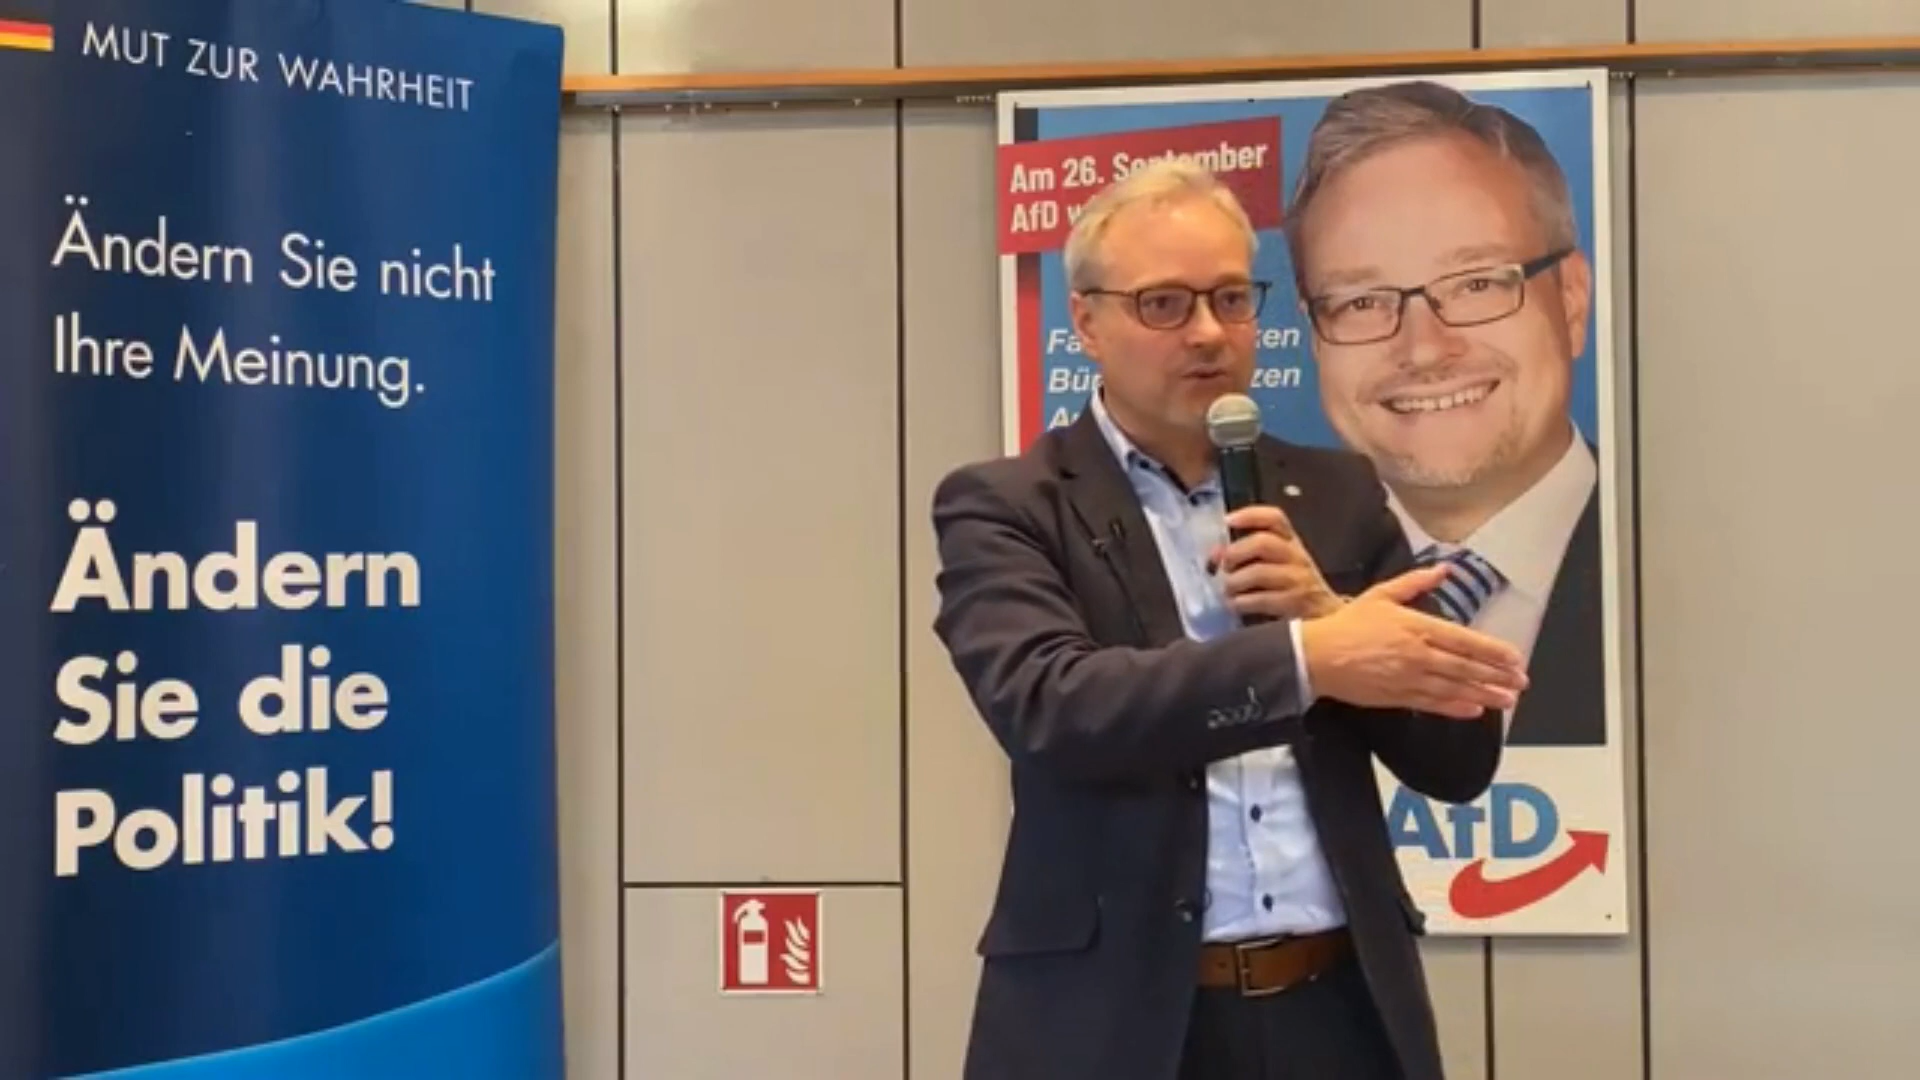 MUT ZUR WAHRHEIT
Ändern Sie nicht
Ihre Meinung.
Ändern
Sie die
Politik!
Am 26. September
AfD
AfD